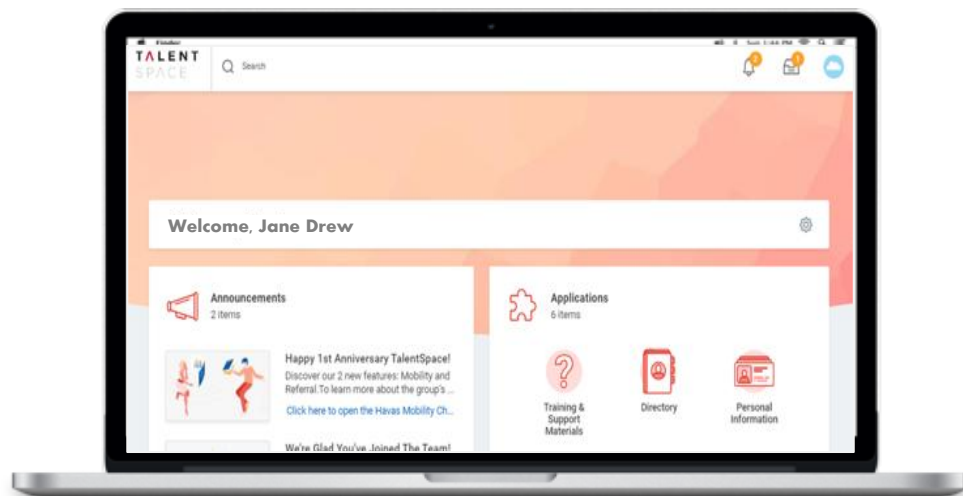 Finder
TALENT
SPACE
Search
Welcome, Jane Drew
Announcements
2 items
Happy 1st Anniversary TalentSpace!
Discover our 2 new features: Mobility and
Referral.To learn more about the group's ...
Click here to open the Havas Mobility Ch...
We're Glad You've Joined The Team!
Applications
6 items
Training &
Support
Materials
Directory
Personal
Information